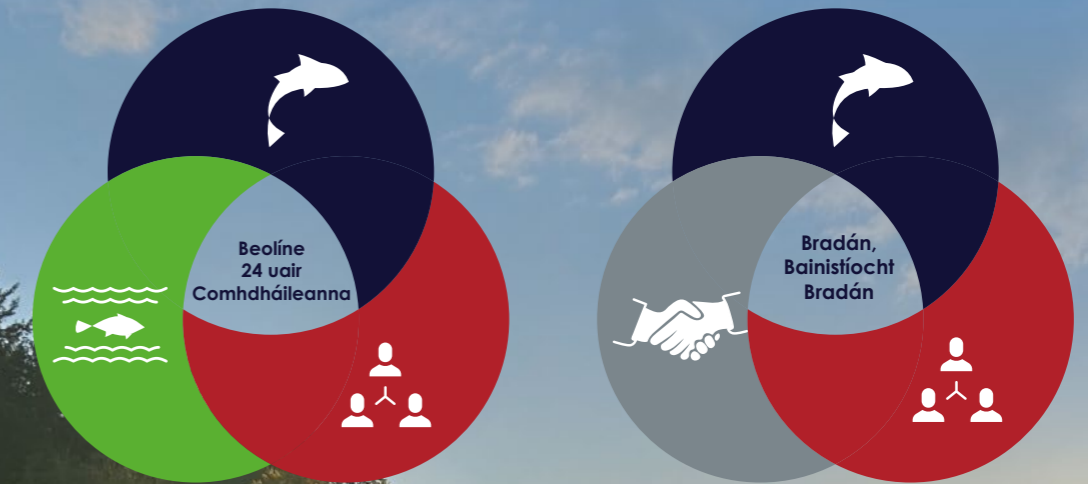 Beolíne
24 uair
Comhdháileanna
Bradán,
Bainistíocht
Bradán